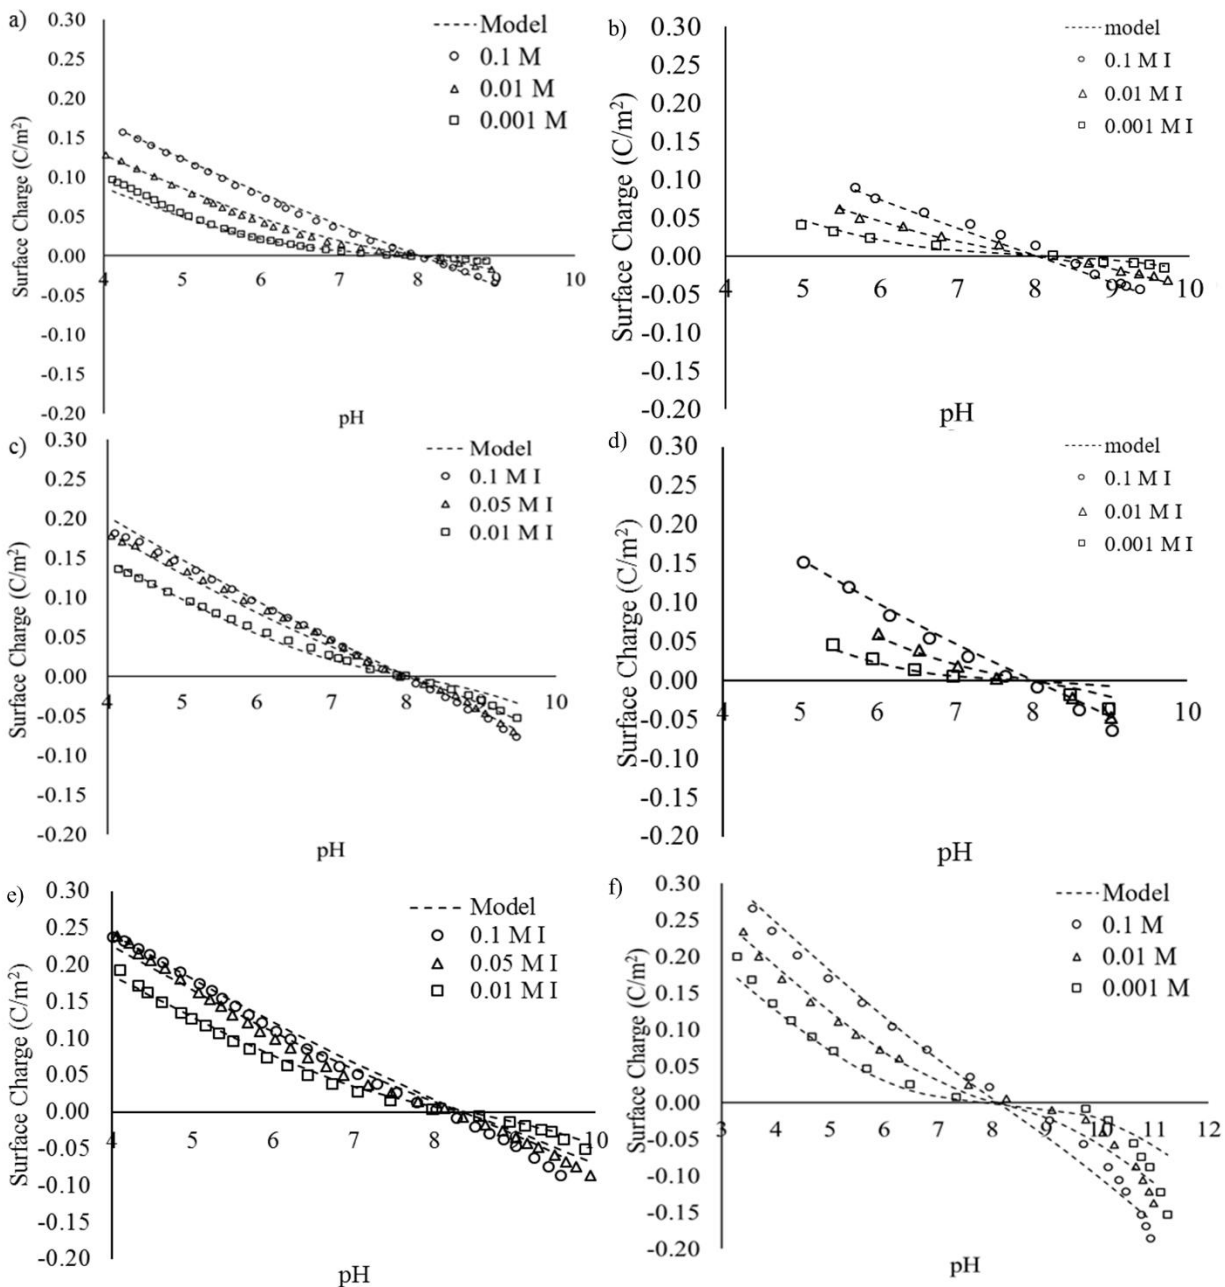 a)
0.30
0.25
0.20
0.15
0.10
0.05
0.00
-0.05
-0.10
-0.15
-0.20
Surface Charge (C/m²)
4 5 6 7 8 9 10
pH
Model
0.1 M
0.01 M
0.001 M
b)
0.30
0.25
0.20
0.15
0.10
0.05
0.00
-0.05
-0.10
-0.15
-0.20
Surface Charge (C/m²)
4 5 6 7 8 9 10
pH
model
0.1 M I
0.01 M I
0.001 M I
c)
0.30
0.25
0.20
0.15
0.10
0.05
0.00
-0.05
-0.10
-0.15
-0.20
Surface Charge (C/m²)
4 5 6 7 8 9 10
pH
Model
0.1 M I
0.05 M I
0.01 M I
d)
0.30
0.25
0.20
0.15
0.10
0.05
0.00
-0.05
-0.10
-0.15
-0.20
Surface Charge (C/m²)
4 5 6 7 8 9 10
pH
model
0.1 M I
0.01 M I
0.001 M I
e)
0.30
0.25
0.20
0.15
0.10
0.05
0.00
-0.05
-0.10
-0.15
-0.20
Surface Charge (C/m²)
4 5 6 7 8 9 10
pH
Model
0.1 M I
0.05 M I
0.01 M I
f)
0.30
0.25
0.20
0.15
0.10
0.05
0.00
-0.05
-0.10
-0.15
-0.20
Surface Charge (C/m²)
3 4 5 6 7 8 9 10 11 12
pH
Model
0.1 M
0.01 M
0.001 M